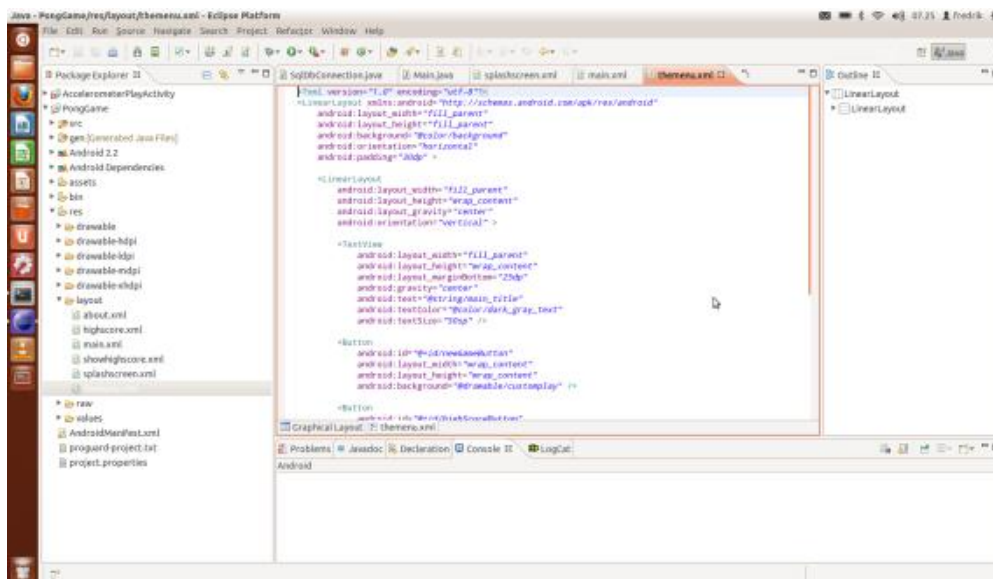 Java - PongGame/res/layout/themenu.xml - Eclipse Platform
07.25 fredrik
File Edit Run Source Navigate Search Project Refactor Window Help
Java
Package Explorer
SqlDbConnection.java Main.java splashscreen.xml main.xml themenu.xml
Outline
AccelerometerPlayActivity
PongGame
src
gen [Generated Java Files]
Android 2.2
Android Dependencies
assets
bin
res
drawable
drawable-hdpi
drawable-ldpi
drawable-mdpi
drawable-xhdpi
layout
about.xml
highscore.xml
main.xml
showhighscore.xml
splashscreen.xml
raw
values
AndroidManifest.xml
proguard-project.txt
project.properties
<?xml version="1.0" encoding="utf-8"?>
<LinearLayout xmlns:android="http://schemas.android.com/apk/res/android"
android:layout_width="fill_parent"
android:layout_height="fill_parent"
android:background="@color/background"
android:orientation="horizontal"
android:padding="30dp" >
<LinearLayout
android:layout_width="fill_parent"
android:layout_height="wrap_content"
android:layout_gravity="center"
android:orientation="vertical" >
<TextView
android:layout_width="fill_parent"
android:layout_height="wrap_content"
android:layout_marginBottom="25dp"
android:gravity="center"
android:text="@string/main_title"
android:textColor="@color/dark_gray_text"
android:textSize="50sp" />
<Button
android:id="@+id/newGameButton"
android:layout_width="wrap_content"
android:layout_height="wrap_content"
android:background="@drawable/customplay" />
<Button
android:id="@+id/highScoreButton"
Graphical Layout themenu.xml
LinearLayout
LinearLayout
Problems Javadoc Declaration Console LogCat
Android